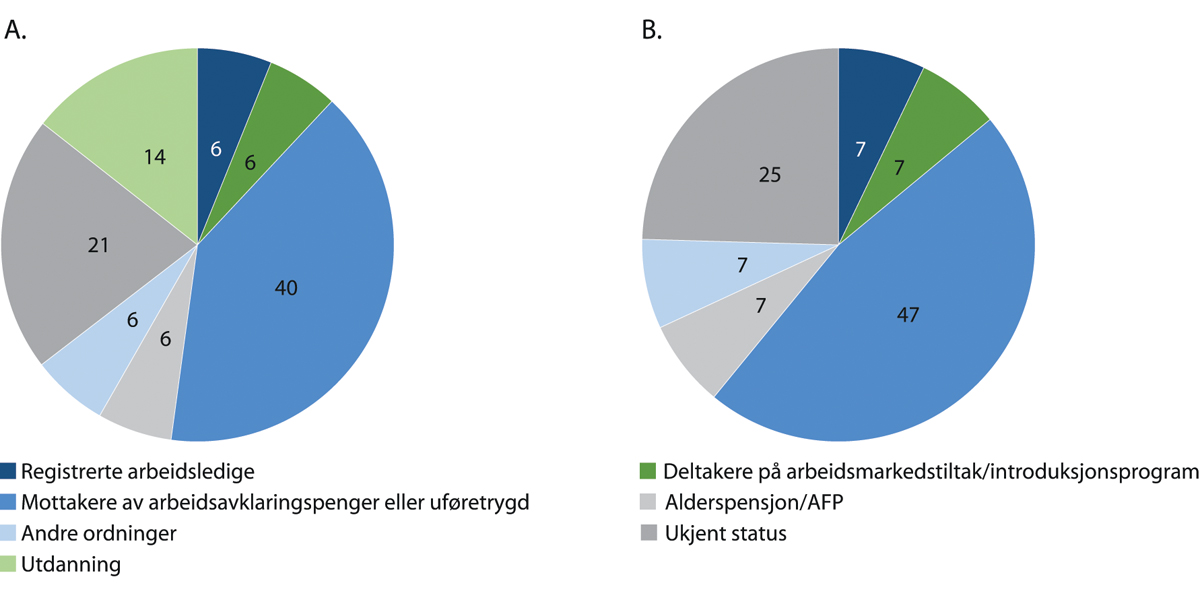 A.
B.
6
6
14
21
40
6
6
7
7
25
7
7
47
Registrerte arbeidsledige
Deltakere på arbeidsmarkedstiltak/introduksjonsprogram
Mottakere av arbeidsavklaringspenger eller uføretrygd
Alderspensjon/AFP
Andre ordninger
Ukjent status
Utdanning